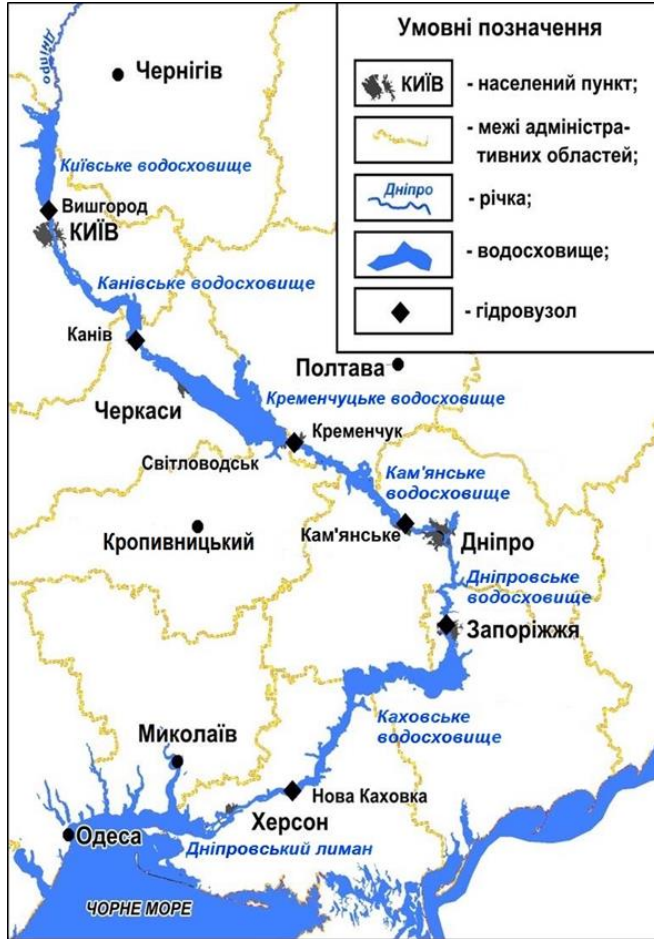 Дніпро
Чернігів
Київське водосховище
Вишгород
КИЇВ
Канівське водосховище
Канів
Черкаси
Полтава
Кременчуцьке водосховище
Кременчук
Світловодськ
Кам'янське
водосховище
Кам'янське
Кропивницький
Дніпро
Дніпровське
водосховище
Запоріжжя
Каховське
водосховище
Миколаїв
Нова Каховка
Херсон
Одеса
Дніпровський лиман
ЧОРНЕ МОРЕ
Умовні позначення
КИЇВ - населений пункт;
- межі адміністра-
тивних областей;
Дніпро - річка;
- водосховище;
- гідровузол